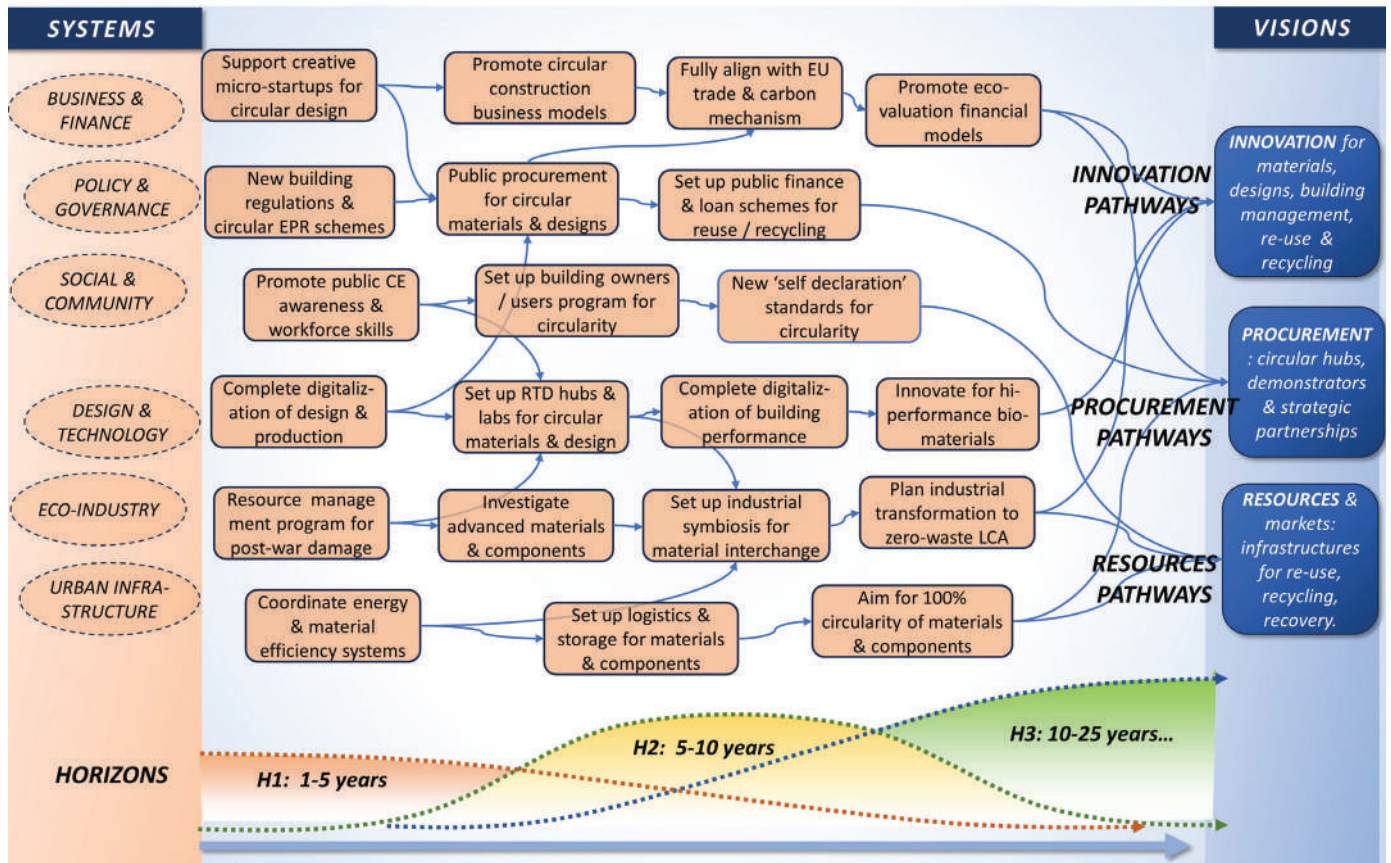 SYSTEMS
VISIONS
BUSINESS &
FINANCE
Support creative
micro-startups for
circular design
Promote circular
construction
business models
Fully align with EU
trade & carbon
mechanism
Promote eco-
valuation financial
models
POLICY &
GOVERNANCE
New building
regulations &
circular EPR schemes
Public procurement
for circular
materials & designs
Set up public finance
& loan schemes for
reuse / recycling
INNOVATION
PATHWAYS
INNOVATION for
materials,
designs, building
management,
re-use &
recycling
SOCIAL &
COMMUNITY
Promote public CE
awareness &
workforce skills
Set up building owners
/ users program for
circularity
New ‘self declaration’
standards for
circularity
DESIGN &
TECHNOLOGY
Complete digitaliz-
ation of design &
production
Set up RTD hubs &
labs for circular
materials & design
Complete digitaliz-
ation of building
performance
Innovate for hi-
performance bio-
materials
PROCUREMENT
PATHWAYS
PROCUREMENT
: circular hubs,
demonstrators
& strategic
partnerships
ECO-INDUSTRY
Resource manage
ment program for
post-war damage
Investigate
advanced materials
& components
Set up industrial
symbiosis for
material interchange
Plan industrial
transformation to
zero-waste LCA
RESOURCES
PATHWAYS
RESOURCES &
markets:
infrastructures
for re-use,
recycling,
recovery.
URBAN INFRA-
STRUCTURE
Coordinate energy
& material
efficiency systems
Set up logistics &
storage for materials
& components
Aim for 100%
circularity of materials
& components
HORIZONS
H1: 1-5 years
H2: 5-10 years
H3: 10-25 years...